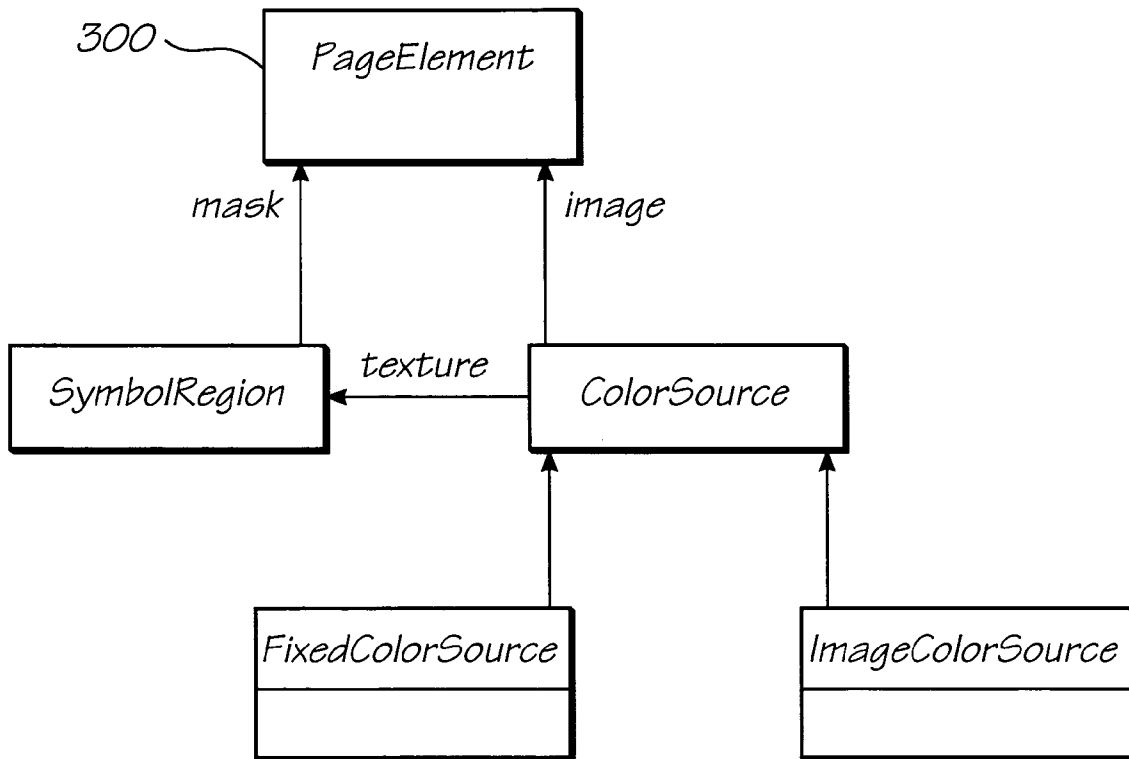 300
PageElement
mask
image
SymbolRegion
texture
ColorSource
FixedColorSource
ImageColorSource